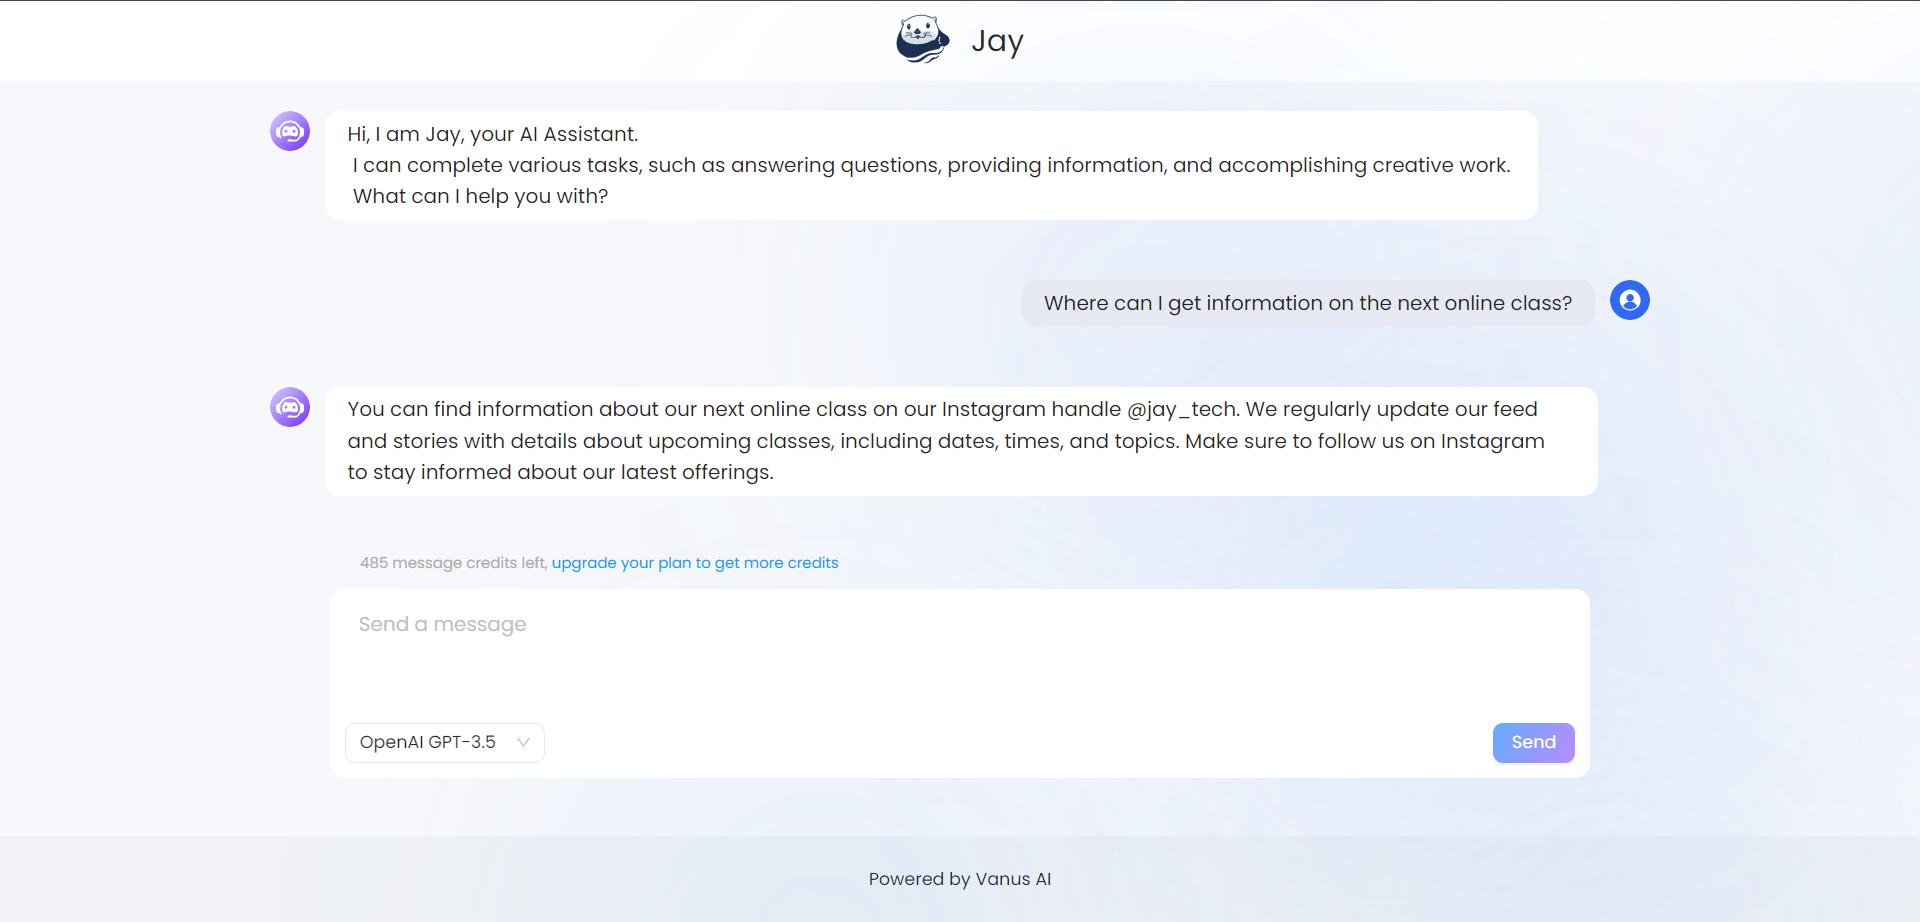 Jay
Hi, I am Jay, your AI Assistant.
I can complete various tasks, such as answering questions, providing information, and accomplishing creative work.
What can I help you with?
Where can I get information on the next online class?
You can find information about our next online class on our Instagram handle @jay_tech. We regularly update our feed
and stories with details about upcoming classes, including dates, times, and topics. Make sure to follow us on Instagram
to stay informed about our latest offerings.
485 message credits left, upgrade your plan to get more credits
Send a message
OpenAI GPT-3.5
Send
Powered by Vanus AI